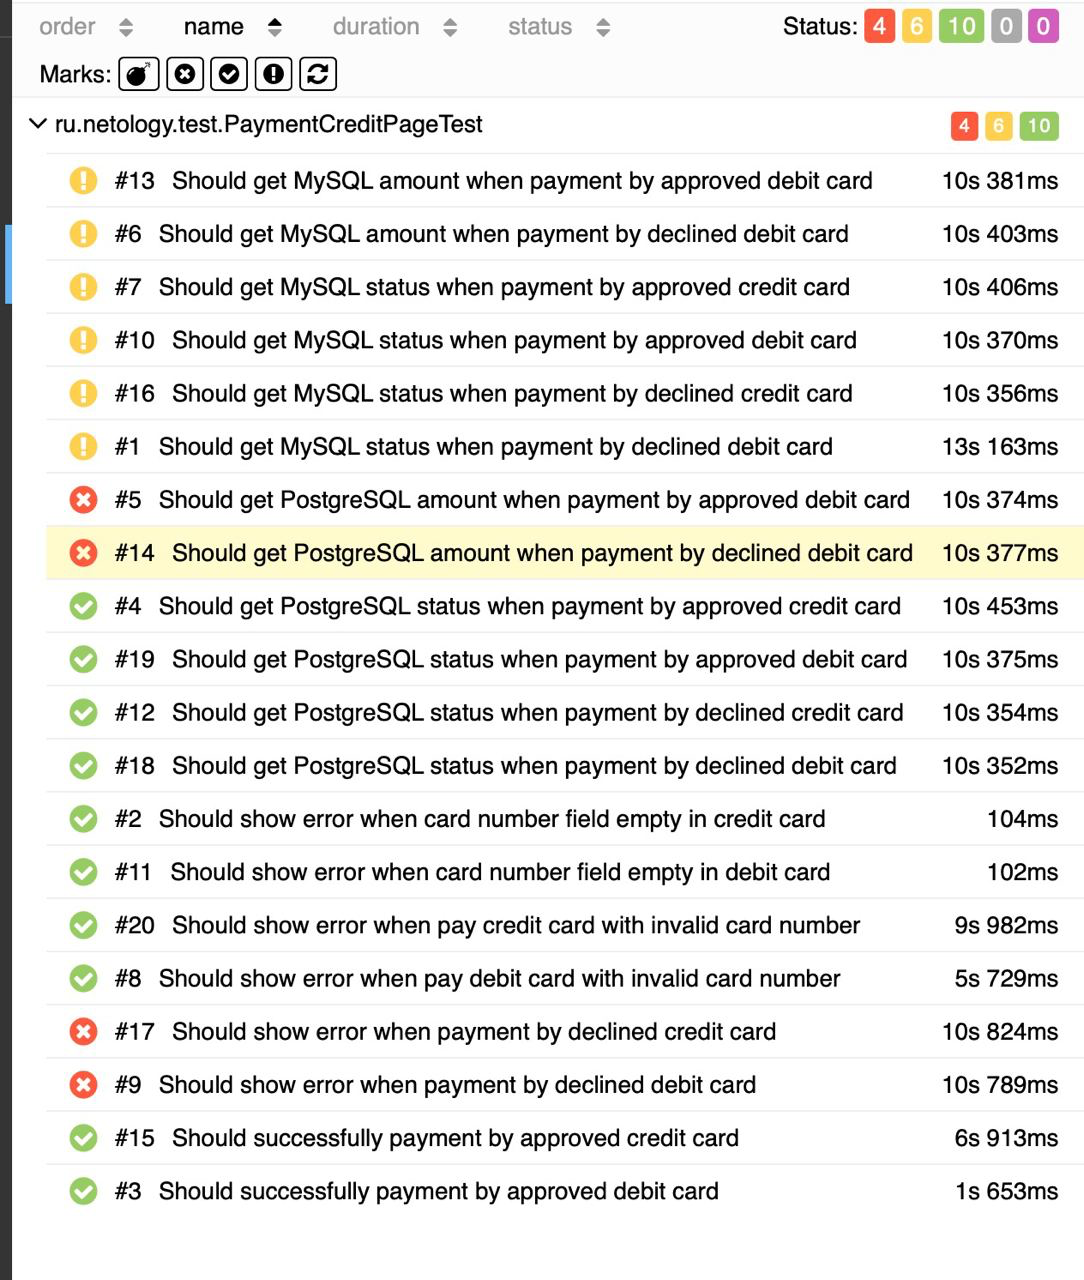 order name duration status Status: 4 6 10 0 0
Marks:
ru.netology.test.PaymentCreditPageTest 4 6 10
#13 Should get MySQL amount when payment by approved debit card 10s 381ms
#6 Should get MySQL amount when payment by declined debit card 10s 403ms
#7 Should get MySQL status when payment by approved credit card 10s 406ms
#10 Should get MySQL status when payment by approved debit card 10s 370ms
#16 Should get MySQL status when payment by declined credit card 10s 356ms
#1 Should get MySQL status when payment by declined debit card 13s 163ms
#5 Should get PostgreSQL amount when payment by approved debit card 10s 374ms
#14 Should get PostgreSQL amount when payment by declined debit card 10s 377ms
#4 Should get PostgreSQL status when payment by approved credit card 10s 453ms
#19 Should get PostgreSQL status when payment by approved debit card 10s 375ms
#12 Should get PostgreSQL status when payment by declined credit card 10s 354ms
#18 Should get PostgreSQL status when payment by declined debit card 10s 352ms
#2 Should show error when card number field empty in credit card 104ms
#11 Should show error when card number field empty in debit card 102ms
#20 Should show error when pay credit card with invalid card number 9s 982ms
#8 Should show error when pay debit card with invalid card number 5s 729ms
#17 Should show error when payment by declined credit card 10s 824ms
#9 Should show error when payment by declined debit card 10s 789ms
#15 Should successfully payment by approved credit card 6s 913ms
#3 Should successfully payment by approved debit card 1s 653ms